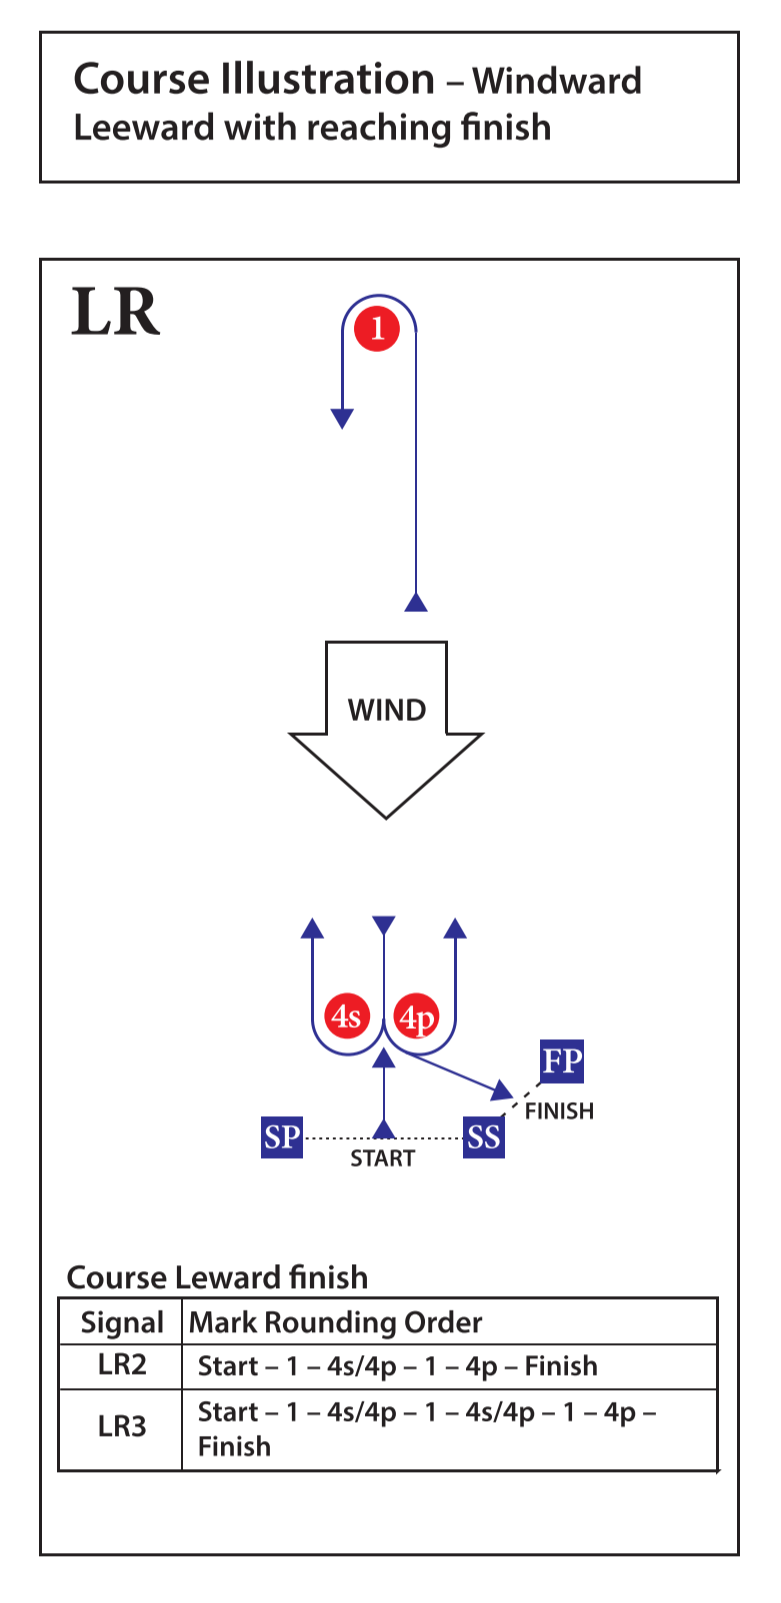 Course Illustration – Windward
Leeward with reaching finish
LR
1
WIND
4s 4p
FP
FINISH
SP SS
START
Course Leward finish
Signal Mark Rounding Order
LR2 Start – 1 – 4s/4p – 1 – 4p – Finish
LR3 Start – 1 – 4s/4p – 1 – 4s/4p – 1 – 4p –
Finish